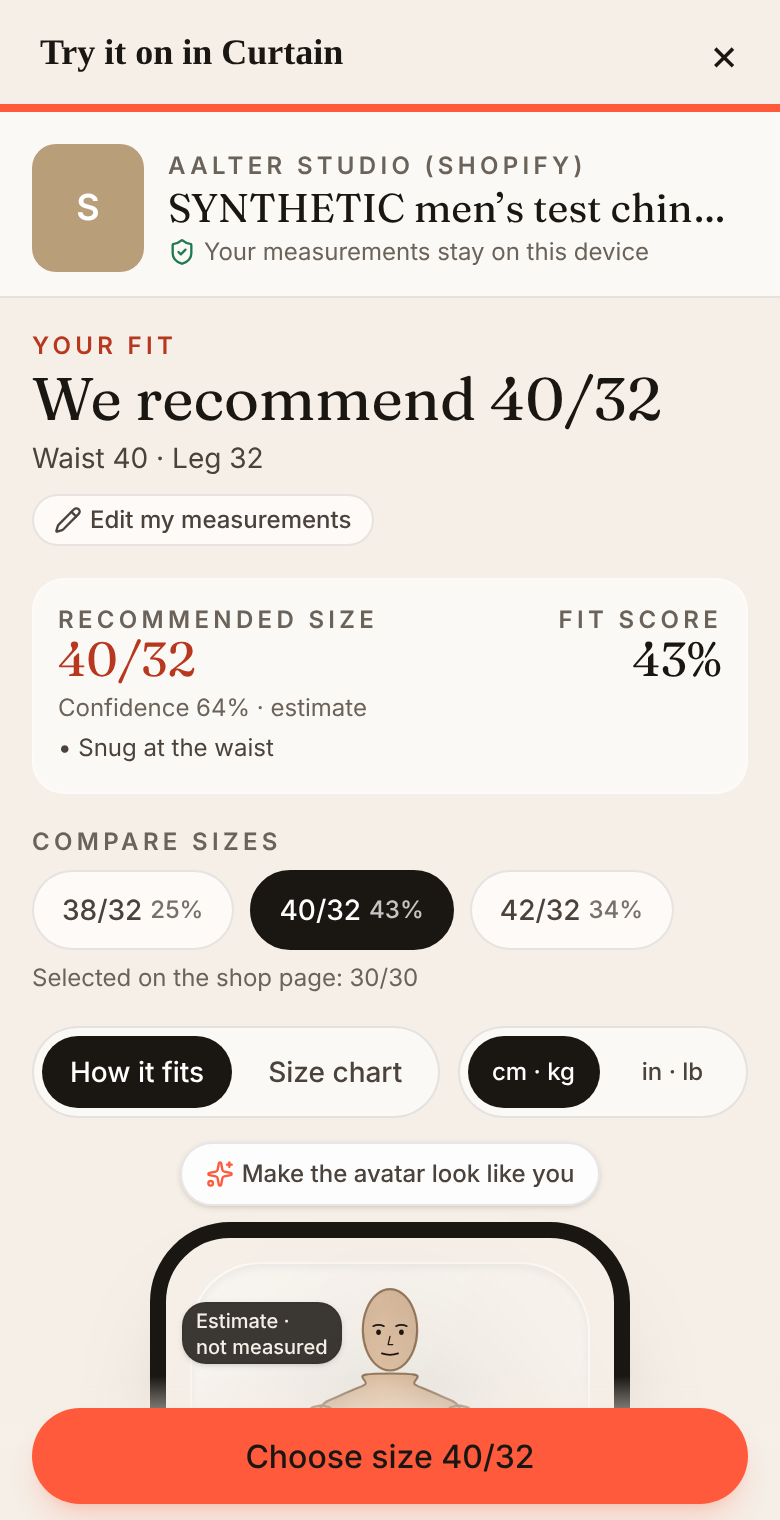 Try it on in Curtain
S
AALTER STUDIO (SHOPIFY)
SYNTHETIC men’s test chin...
Your measurements stay on this device
YOUR FIT
We recommend 40/32
Waist 40 · Leg 32
Edit my measurements
RECOMMENDED SIZE
FIT SCORE
40/32
43%
Confidence 64% · estimate
• Snug at the waist
COMPARE SIZES
38/32 25%
40/32 43%
42/32 34%
Selected on the shop page: 30/30
How it fits
Size chart
cm · kg
in · lb
Make the avatar look like you
Estimate ·
not measured
Choose size 40/32